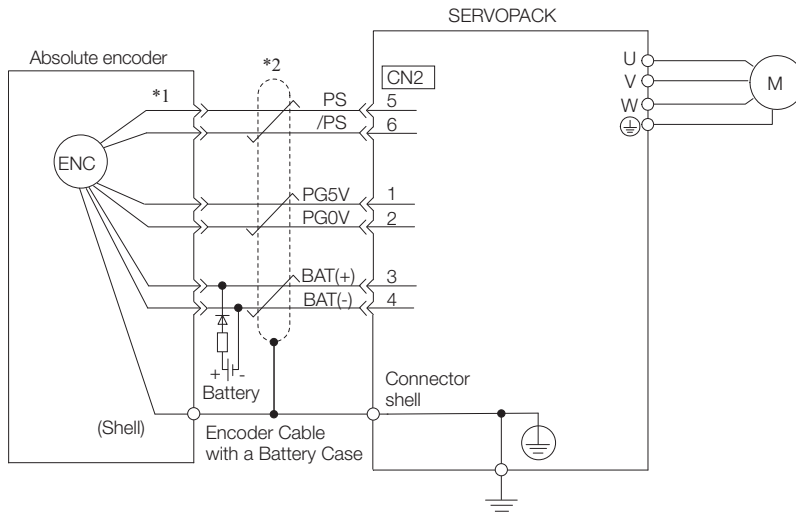 SERVOPACK
Absolute encoder
*2
CN2
U
*1
PS
5
V
M
/PS
6
W
ENC
PG5V
1
PG0V
2
BAT(+)
3
BAT(-)
4
+
-
Battery
Connector
shell
(Shell)
Encoder Cable
with a Battery Case